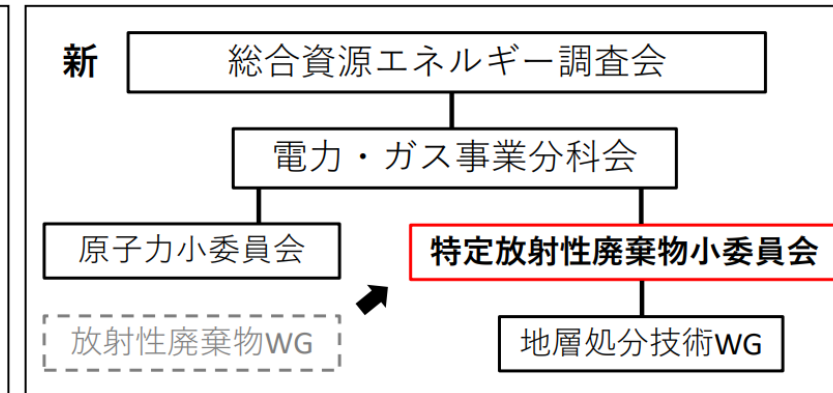 新
総合資源エネルギー調査会
電力・ガス事業分科会
原子力小委員会
特定放射性廃棄物小委員会
放射性廃棄物WG
地層処分技術WG